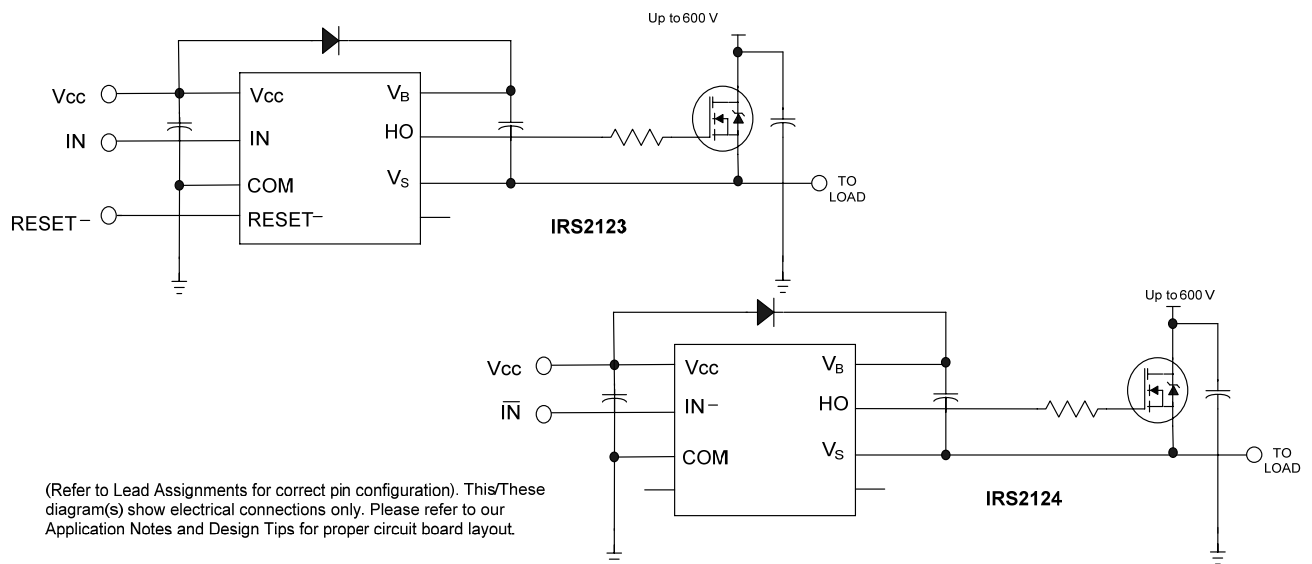 Up to 600 V
Vcc
IN
RESET–
Vcc
IN
COM
RESET–
VB
HO
VS
TO
LOAD
IRS2123
Up to 600 V
Vcc
I̅N̅
Vcc
IN–
COM
VB
HO
VS
TO
LOAD
IRS2124
(Refer to Lead Assignments for correct pin configuration). This/These
diagram(s) show electrical connections only. Please refer to our
Application Notes and Design Tips for proper circuit board layout.